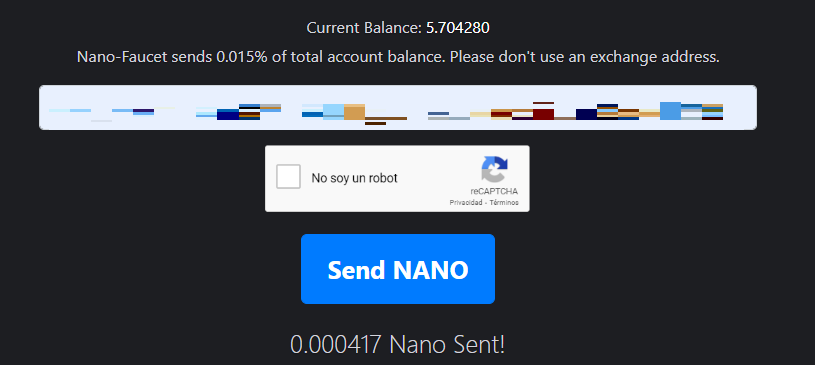 Current Balance: 5.704280
Nano-Faucet sends 0.015% of total account balance. Please don't use an exchange address.
No soy un robot
reCAPTCHA
Privacidad - Términos
Send NANO
0.000417 Nano Sent!